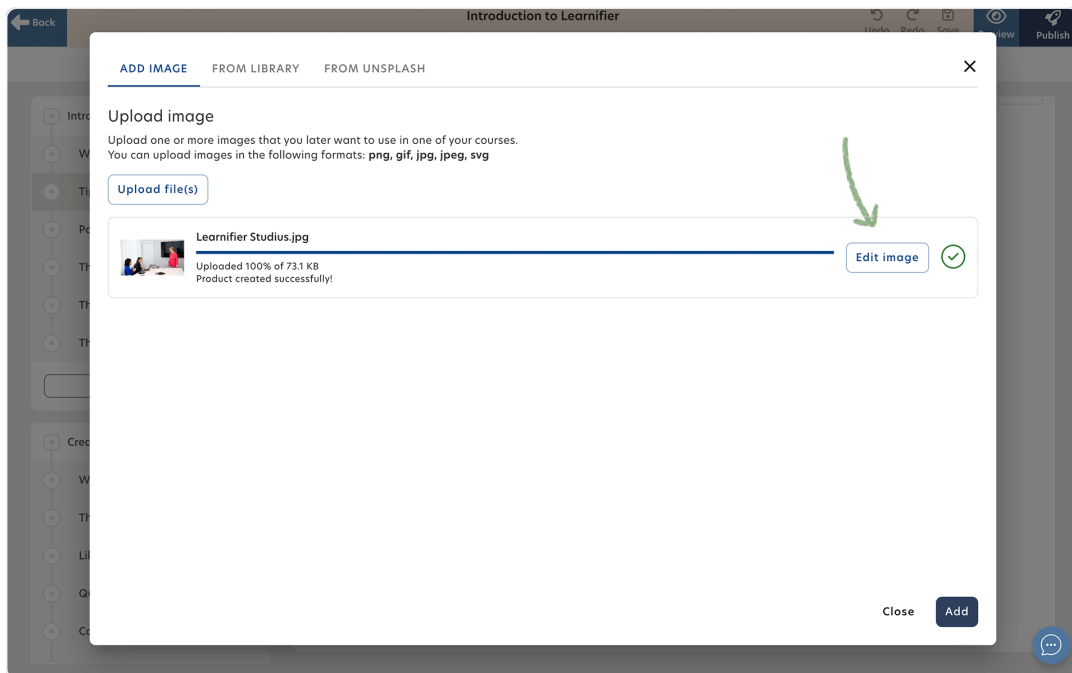 Back
Introduction to Learnifier
Undo Redo Save
Publish
ADD IMAGE FROM LIBRARY FROM UNSPLASH
Upload image
Upload one or more images that you later want to use in one of your courses.
You can upload images in the following formats: png, gif, jpg, jpeg, svg
Upload file(s)
Learnifier Studius.jpg
Uploaded 100% of 73.1 KB
Product created successfully!
Edit image
Close Add